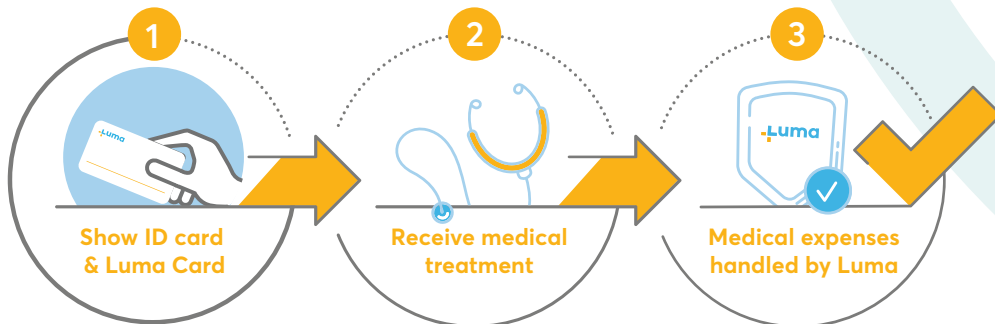 1
2
3
Luma
Luma
Show ID card
& Luma Card
Receive medical
treatment
Medical expenses
handled by Luma